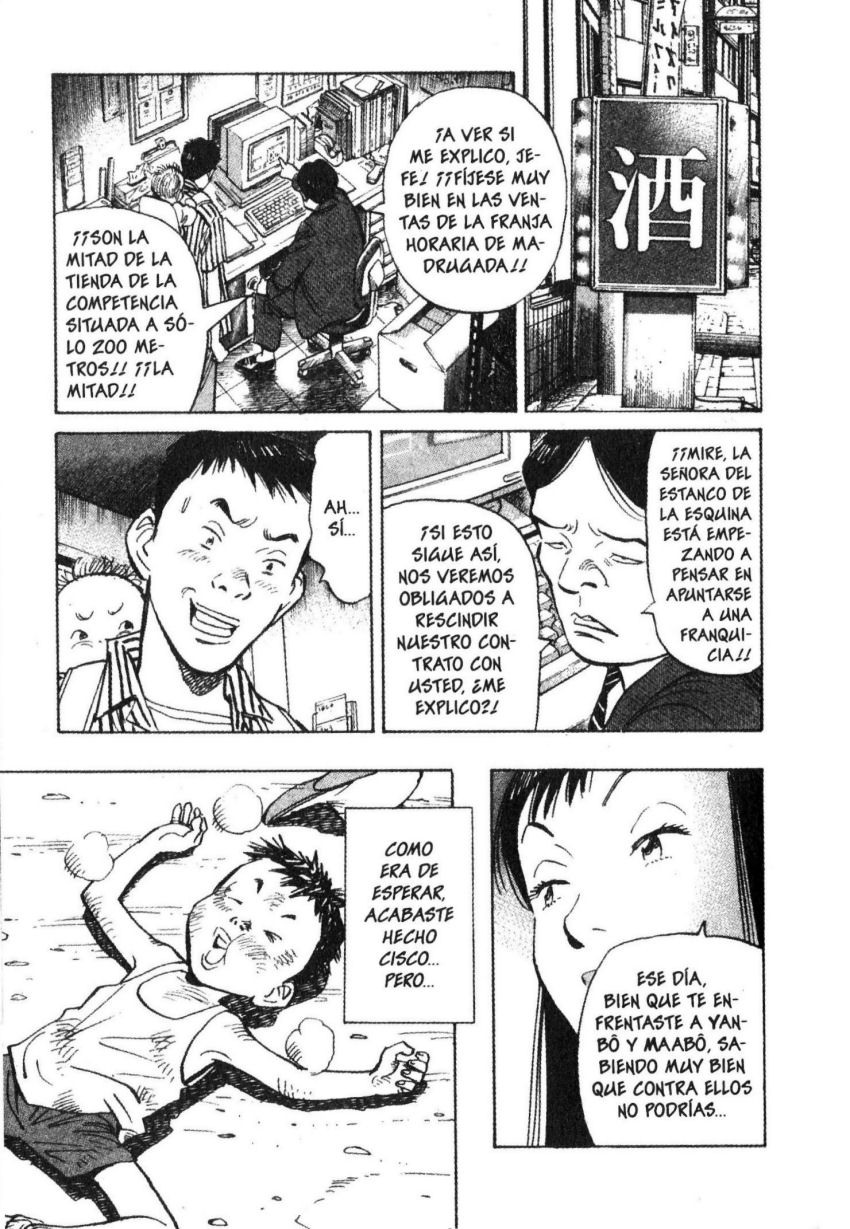 酒
¡A VER SI
ME EXPLICO, JE-
FE! ¡¡FÍJESE MUY
BIEN EN LAS VEN-
TAS DE LA FRANJA
HORARIA DE MA-
DRUGADA!!
¡¡SON LA
MITAD DE LA
TIENDA DE LA
COMPETENCIA
SITUADA A SÓ-
LO 200 ME-
TROS!! ¡¡LA
MITAD!!
¡¡MIRE, LA
SEÑORA DEL
ESTANCO DE
LA ESQUINA
ESTÁ EMPE-
ZANDO A
PENSAR EN
APUNTARSE
A UNA
FRANQUI-
CIA!!
¡SI ESTO
SIGUE ASÍ,
NOS VEREMOS
OBLIGADOS A
RESCINDIR
NUESTRO CON-
TRATO CON
USTED, ¿ME
EXPLICO?!
AH...
SÍ...
ESE DÍA,
BIEN QUE TE EN-
FRENTASTE A YAN-
BÔ Y MAABÔ, SA-
BIENDO MUY BIEN
QUE CONTRA ELLOS
NO PODRÍAS...
COMO
ERA DE
ESPERAR,
ACABASTE
HECHO
CISCO...
PERO...